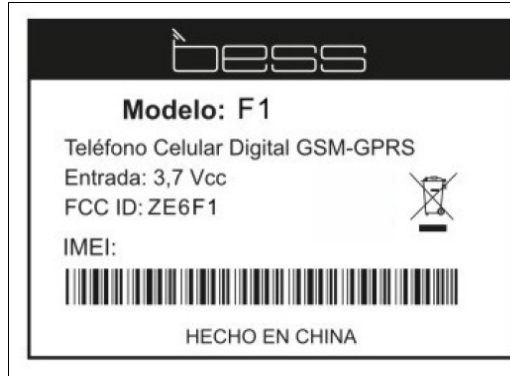 bess
Modelo: F1
Teléfono Celular Digital GSM-GPRS
Entrada: 3,7 Vcc
FCC ID: ZE6F1
IMEI:
HECHO EN CHINA